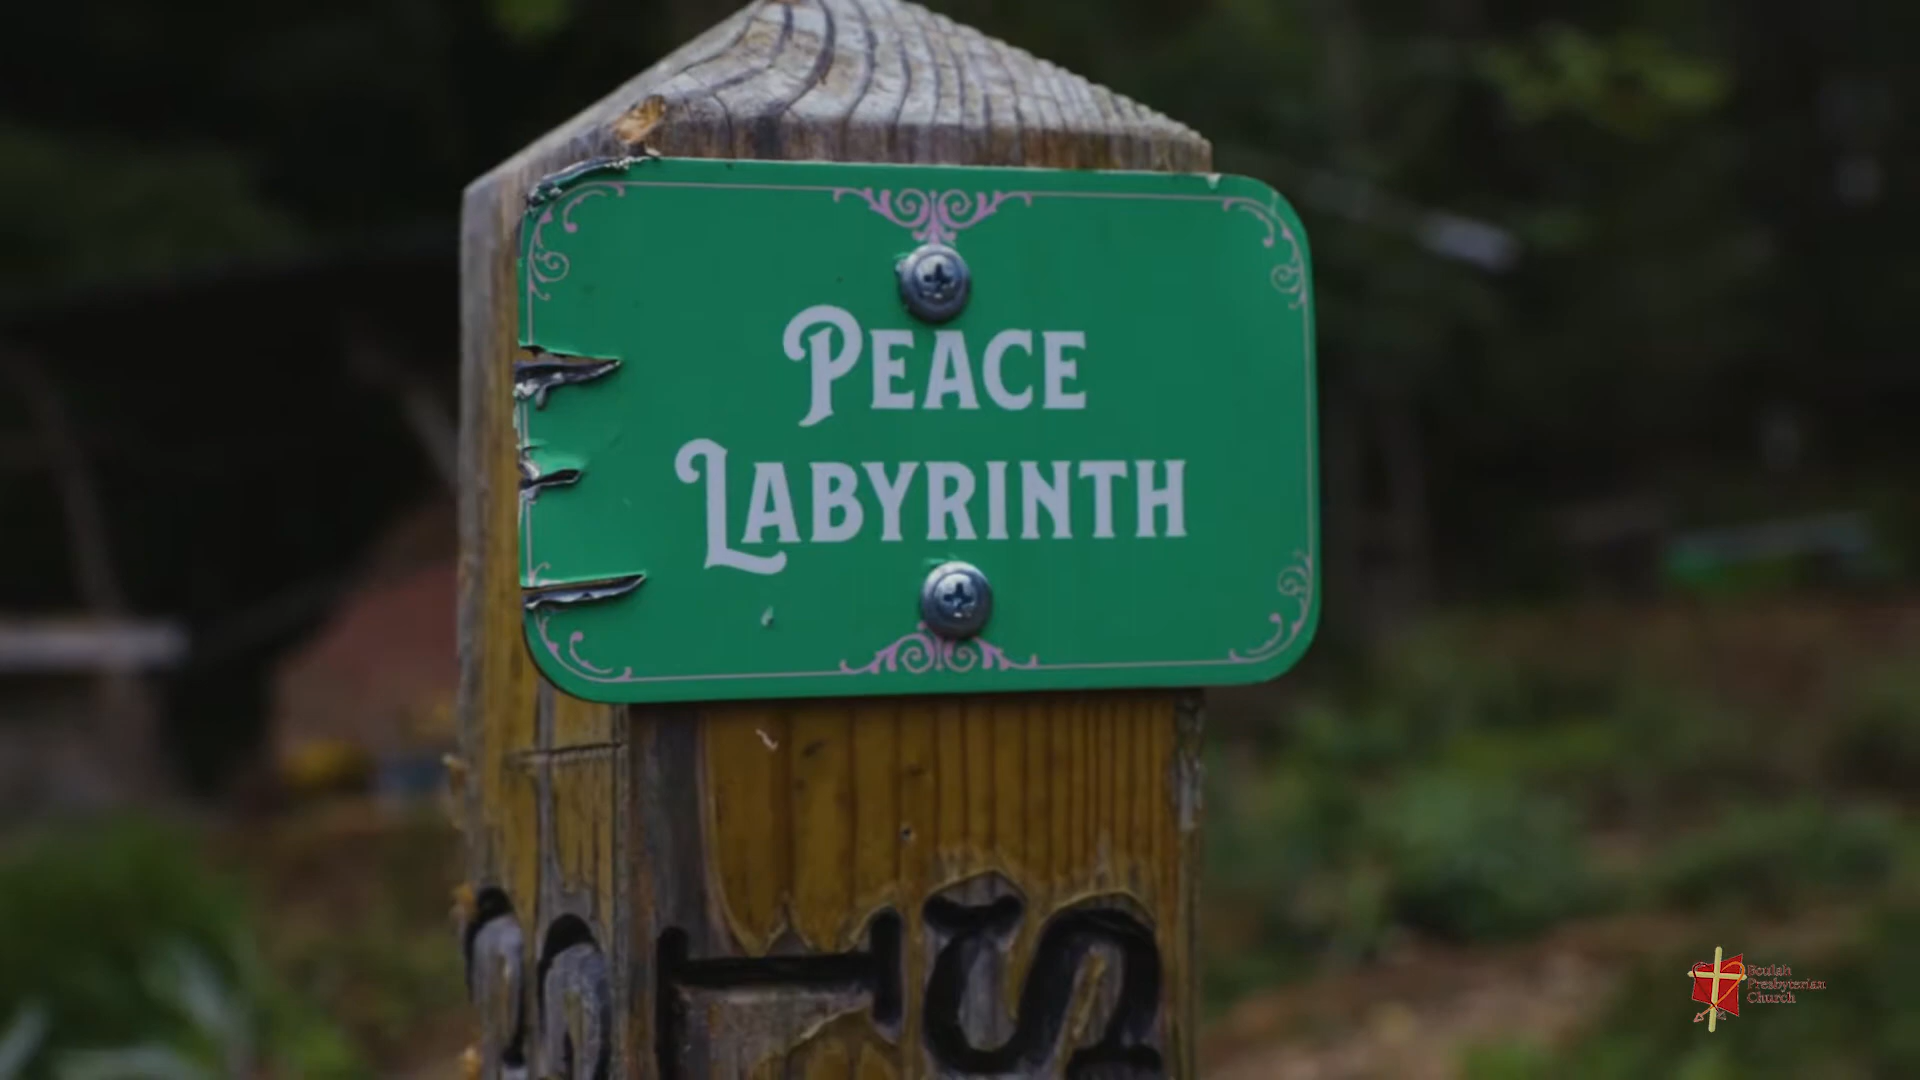 PEACE
LABYRINTH
Beulah
Presbyterian
Church